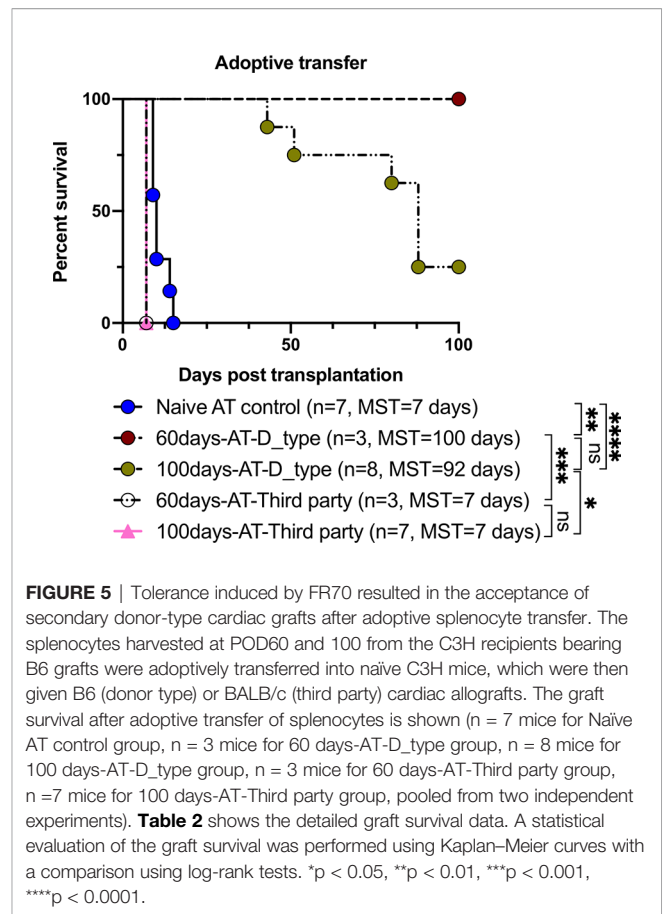 Adoptive transfer
100
50
0
Percent survival
0
50
100
Days post transplantation
Naive AT control (n=7, MST=7 days)
60days-AT-D_type (n=3, MST=100 days)
100days-AT-D_type (n=8, MST=92 days)
60days-AT-Third party (n=3, MST=7 days)
100days-AT-Third party (n=7, MST=7 days)
**
****
ns
***
*
ns
FIGURE 5 | Tolerance induced by FR70 resulted in the acceptance of
secondary donor-type cardiac grafts after adoptive splenocyte transfer. The
splenocytes harvested at POD60 and 100 from the C3H recipients bearing
B6 grafts were adoptively transferred into naïve C3H mice, which were then
given B6 (donor type) or BALB/c (third party) cardiac allografts. The graft
survival after adoptive transfer of splenocytes is shown (n = 7 mice for Naïve
AT control group, n = 3 mice for 60 days-AT-D_type group, n = 8 mice for
100 days-AT-D_type group, n = 3 mice for 60 days-AT-Third party group,
n =7 mice for 100 days-AT-Third party group, pooled from two independent
experiments). Table 2 shows the detailed graft survival data. A statistical
evaluation of the graft survival was performed using Kaplan–Meier curves with
a comparison using log-rank tests. *p < 0.05, **p < 0.01, ***p < 0.001,
****p < 0.0001.